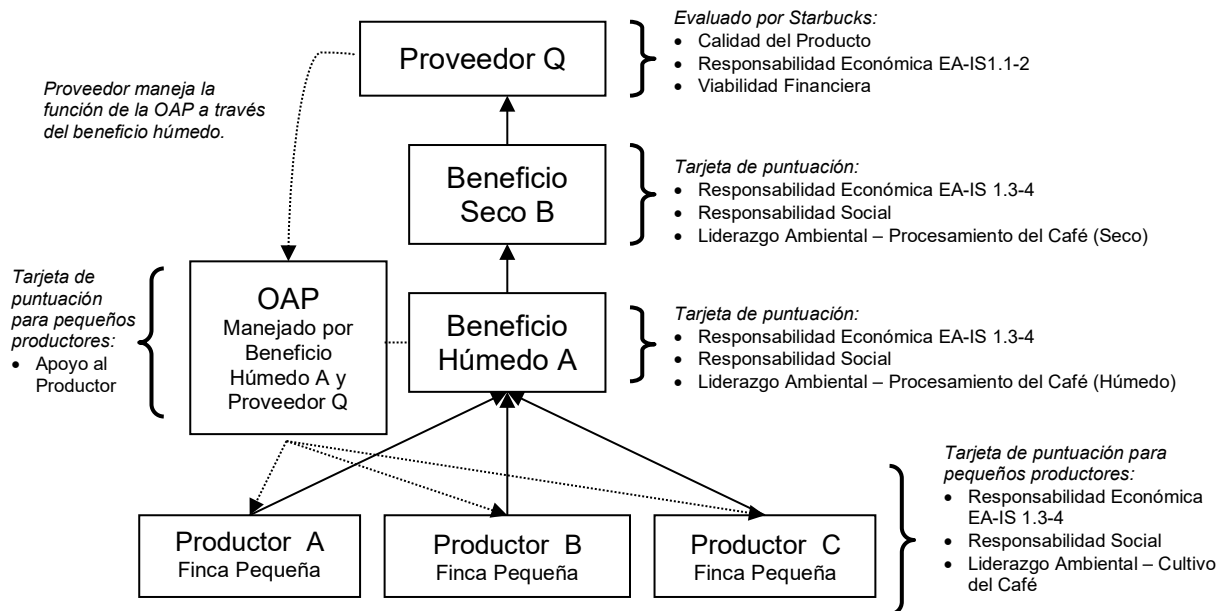 Evaluado por Starbucks:
• Calidad del Producto
• Responsabilidad Económica EA-IS1.1-2
• Viabilidad Financiera
Proveedor Q
Proveedor maneja la
función de la OAP a través
del beneficio húmedo.
Beneficio
Seco B
Tarjeta de puntuación:
• Responsabilidad Económica EA-IS 1.3-4
• Responsabilidad Social
• Liderazgo Ambiental – Procesamiento del Café (Seco)
Tarjeta de
puntuación
para pequeños
productores:
• Apoyo al
Productor
OAP
Manejado por
Beneficio
Húmedo A y
Proveedor Q
Beneficio
Húmedo A
Tarjeta de puntuación:
• Responsabilidad Económica EA-IS 1.3-4
• Responsabilidad Social
• Liderazgo Ambiental – Procesamiento del Café (Húmedo)
Productor A
Finca Pequeña
Productor B
Finca Pequeña
Productor C
Finca Pequeña
Tarjeta de puntuación para
pequeños productores:
• Responsabilidad Económica
EA-IS 1.3-4
• Responsabilidad Social
• Liderazgo Ambiental – Cultivo
del Café